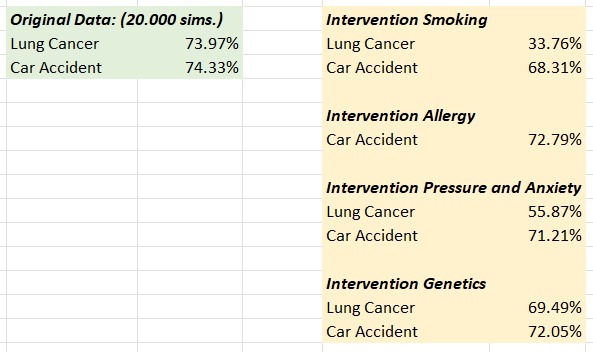 Original Data: (20.000 sims.)
Lung Cancer 73.97%
Car Accident 74.33%
Intervention Smoking
Lung Cancer 33.76%
Car Accident 68.31%
Intervention Allergy
Car Accident 72.79%
Intervention Pressure and Anxiety
Lung Cancer 55.87%
Car Accident 71.21%
Intervention Genetics
Lung Cancer 69.49%
Car Accident 72.05%